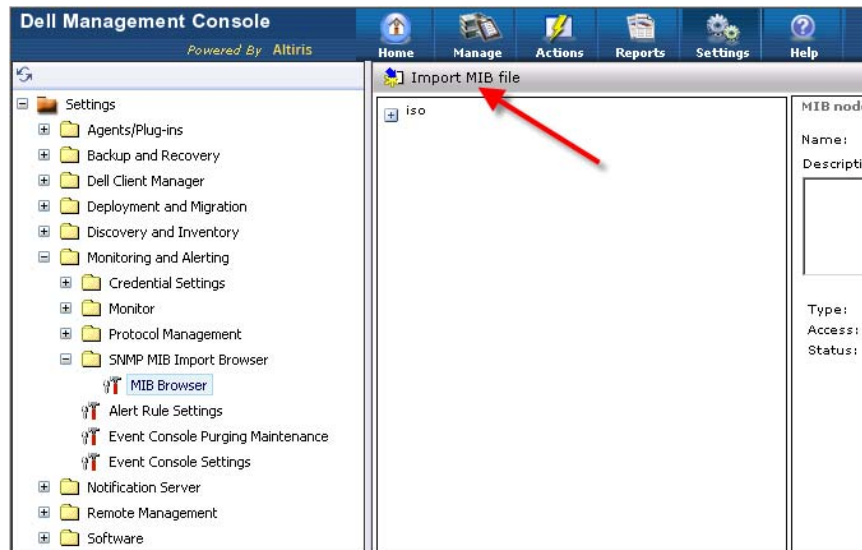 Dell Management Console
Powered By Altiris
Home Manage Actions Reports Settings Help
Import MIB file
Settings
Agents/Plug-ins
Backup and Recovery
Dell Client Manager
Deployment and Migration
Discovery and Inventory
Monitoring and Alerting
Credential Settings
Monitor
Protocol Management
SNMP MIB Import Browser
MIB Browser
Alert Rule Settings
Event Console Purging Maintenance
Event Console Settings
Notification Server
Remote Management
Software
iso
MIB node
Name:
Descripti
Type:
Access:
Status: